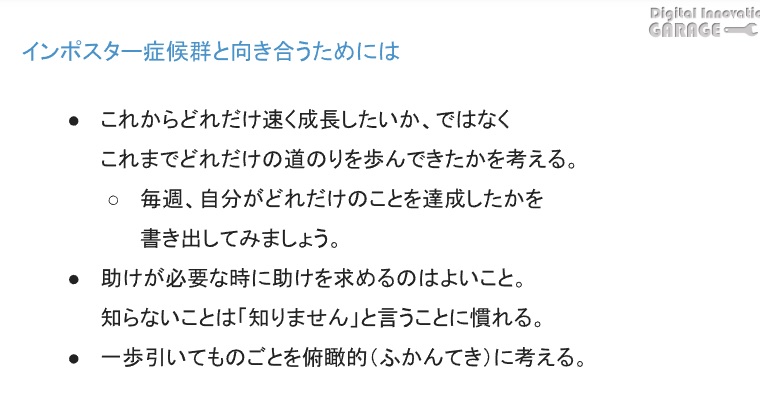 Digital Innovatio
GARAGE
インポスター症候群と向き合うためには
● これからどれだけ速く成長したいか、ではなく
これまでどれだけの道のりを歩んできたかを考える。
○ 毎週、自分がどれだけのことを達成したかを
書き出してみましょう。
● 助けが必要な時に助けを求めるのはよいこと。
知らないことは「知りません」と言うことに慣れる。
● 一歩引いてものごとを俯瞰的(ふかんてき)に考える。